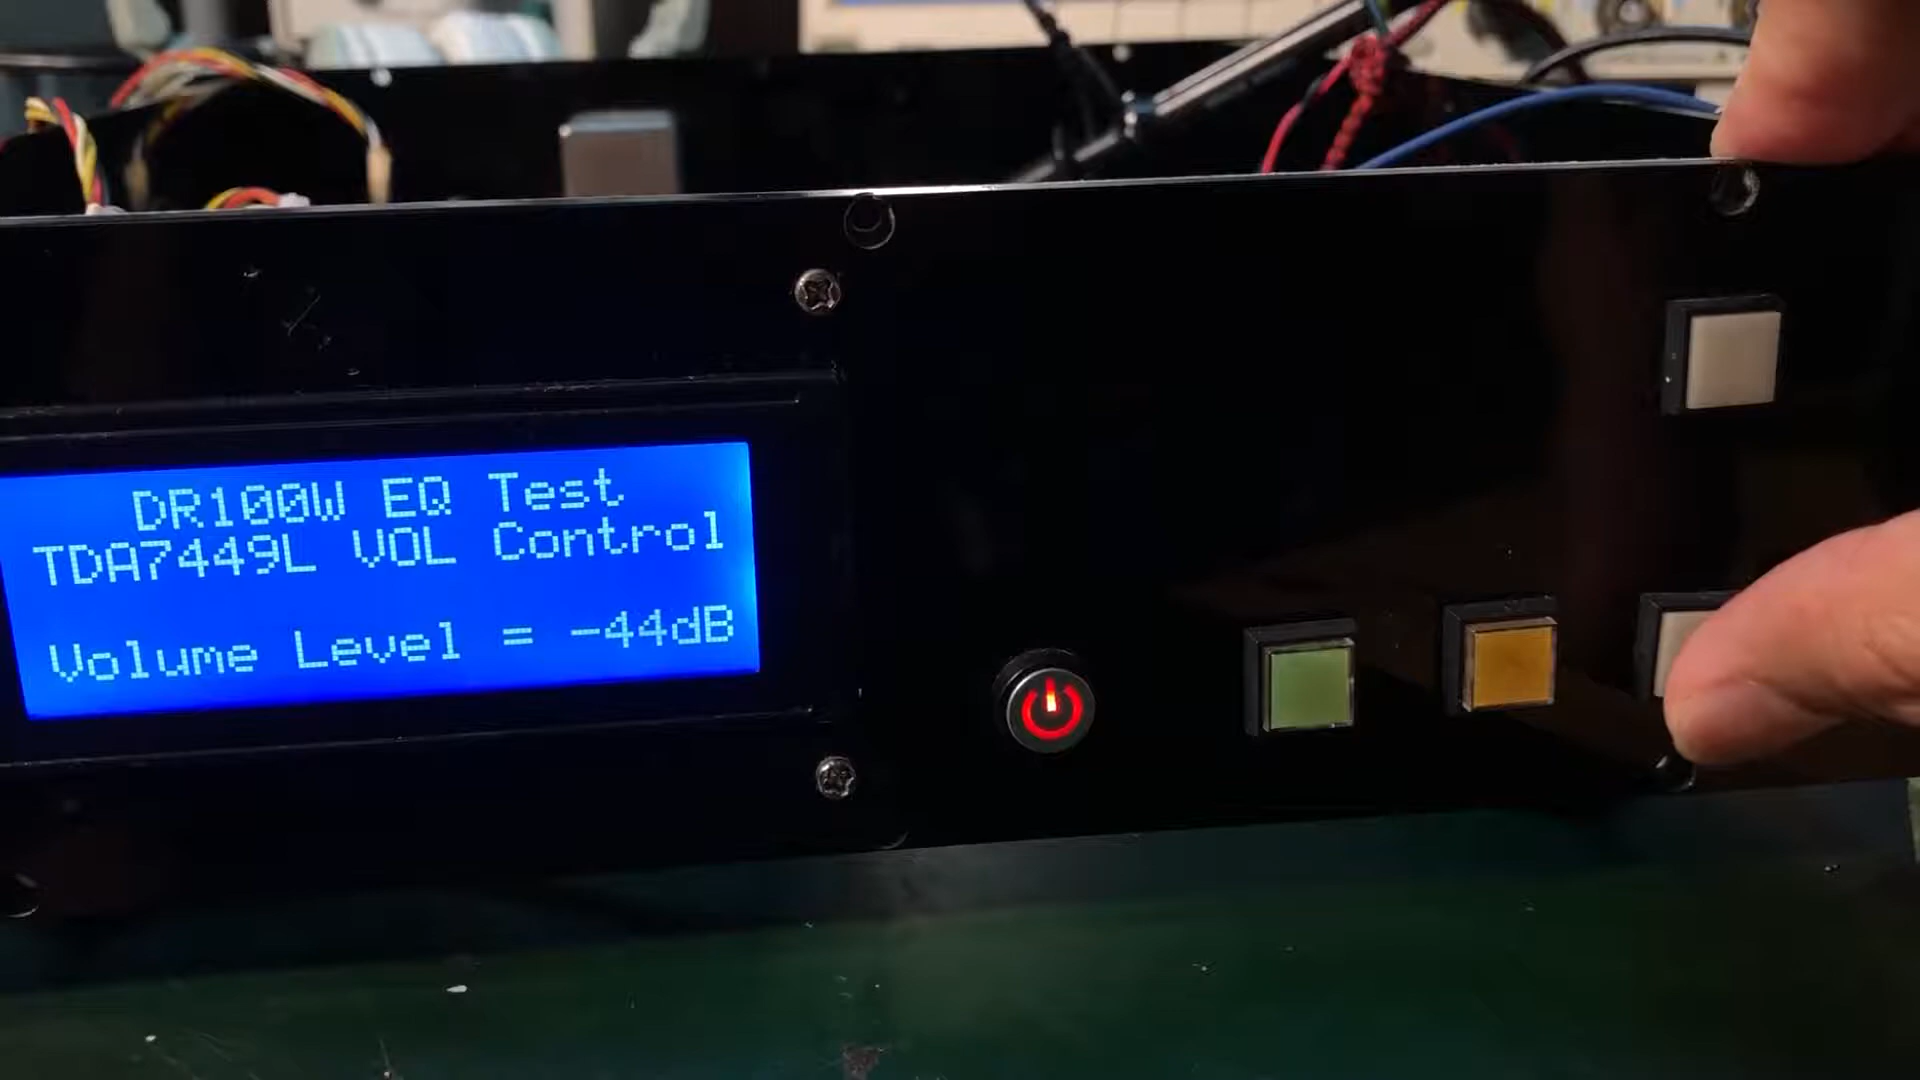 DR100W EQ Test
TDA7449L VOL Control
Volume Level = -44dB